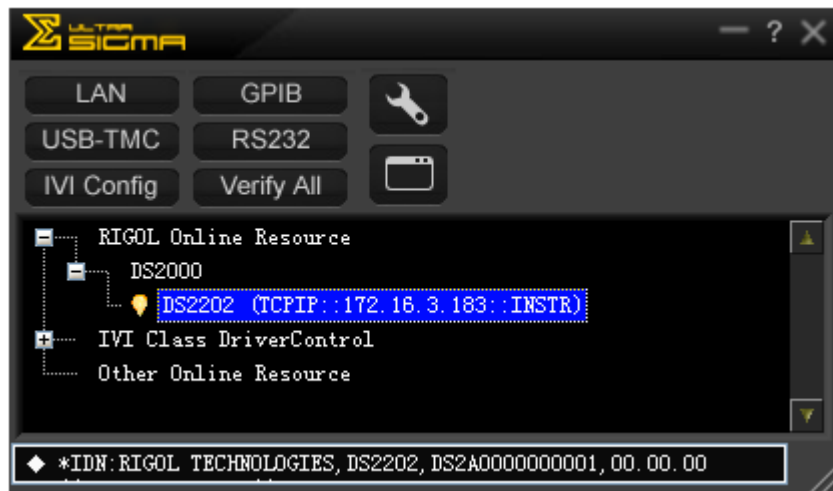 ULTRA
SIGMA
?
LAN GPIB
USB-TMC RS232
IVI Config Verify All
RIGOL Online Resource
DS2000
DS2202 (TCPIP::172.16.3.183::INSTR)
IVI Class DriverControl
Other Online Resource
*IDN:RIGOL TECHNOLOGIES,DS2202,DS2A0000000001,00.00.00